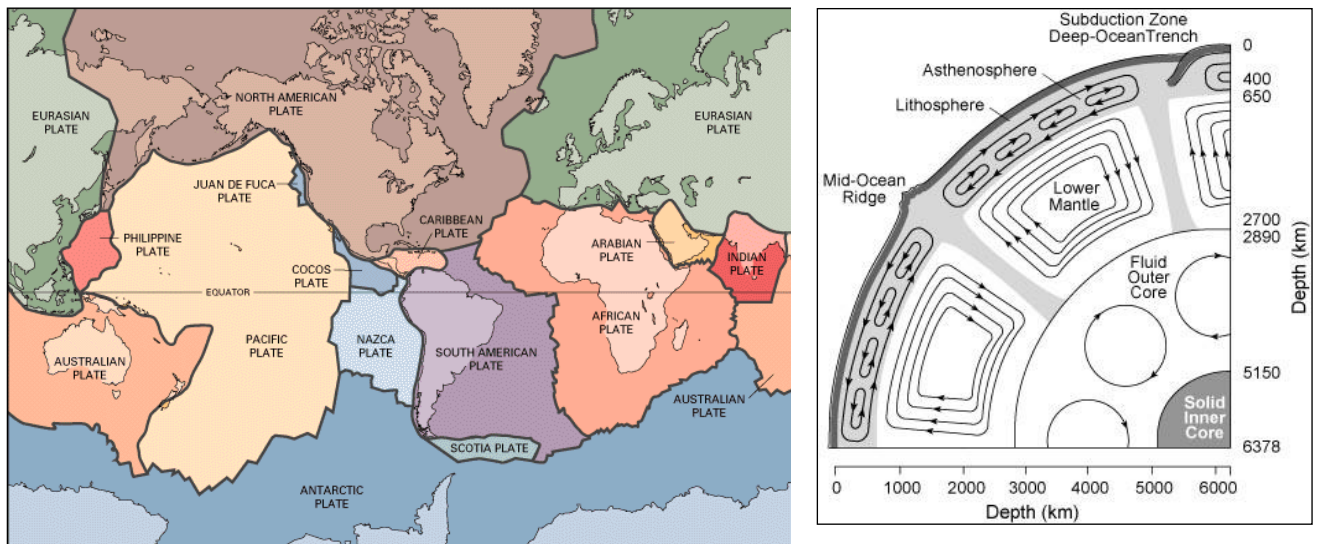 NORTH AMERICAN
PLATE
EURASIAN
PLATE
EURASIAN
PLATE
JUAN DE FUCA
PLATE
CARIBBEAN
PLATE
PHILIPPINE
PLATE
ARABIAN
PLATE
INDIAN
PLATE
COCOS
PLATE
EQUATOR
AFRICAN
PLATE
PACIFIC
PLATE
NAZCA
PLATE
SOUTH AMERICAN
PLATE
AUSTRALIAN
PLATE
AUSTRALIAN
PLATE
SCOTIA PLATE
ANTARCTIC
PLATE
Subduction Zone
Deep-OceanTrench
Asthenosphere
Lithosphere
Mid-Ocean
Ridge
Lower
Mantle
Fluid
Outer
Core
Solid
Inner
Core
0
400
650
2700
2890
5150
6378
Depth (km)
0 1000 2000 3000 4000 5000 6000
Depth (km)